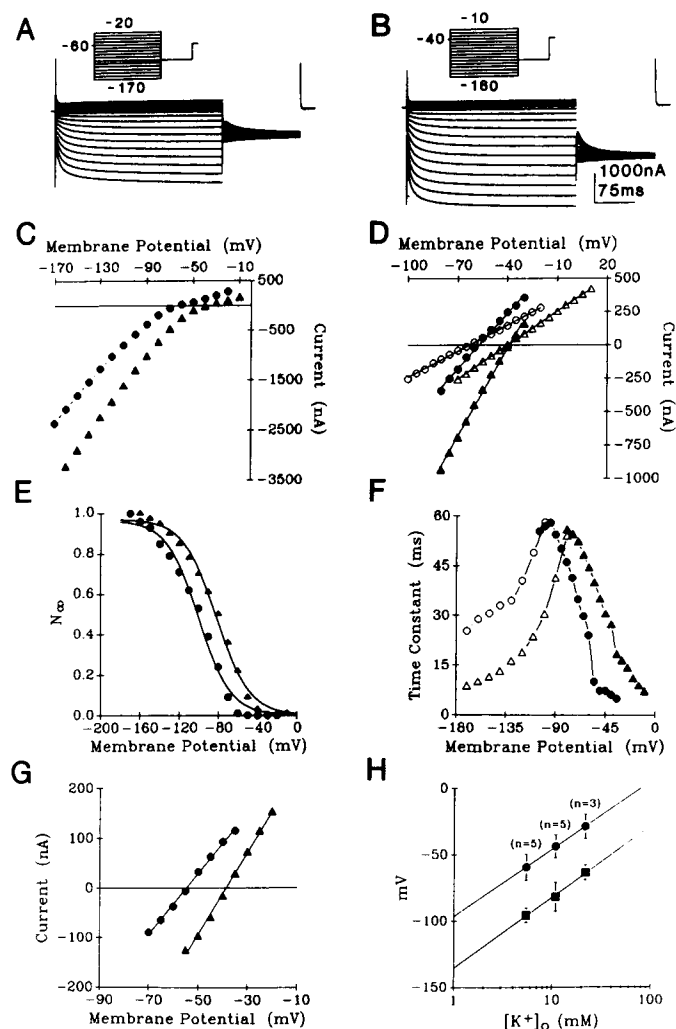 A
-20
-60
-170
B
-10
-40
-160
1000nA
75ms
C
Membrane Potential (mV)
-170 -130 -90 -50 -10
500
-500
-1500
-2500
-3500
Current (nA)
D
Membrane Potential (mV)
-100 -70 -40 -10 20
500
250
0
-250
-500
-750
-1000
Current (nA)
E
1.0
0.8
0.6
0.4
0.2
0.0
N∞
-200 -160 -120 -80 -40 0
Membrane Potential (mV)
F
60
45
30
15
0
Time Constant (ms)
-180 -135 -90 -45 0
Membrane Potential (mV)
G
200
100
0
-100
-200
Current (nA)
-90 -70 -50 -30 -10
Membrane Potential (mV)
H
0
-50
-100
-150
mV
(n=5)
(n=5)
(n=3)
1 10 100
[K+]o (mM)